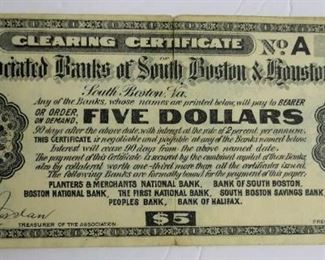 CLEARING CERTIFICATE No A
OF
ociated Banks of South Boston & Houston
South Boston, Va.
Any of the Banks, whose names are printed below, will pay to BEARER
OR ORDER,
ON DEMAND, FIVE DOLLARS
90 days after the above date, with interest at the rate of 2 percent, per annum.
THIS CERTIFICATE is negotiable and payable at any of the Banks named below
Interest will cease 90 days from the above named date.
The payment of this Certificate is secured by the combined capital of them Banks
also by collateral worth one-third more than all the certificates issued.
The following Banks are formally bound for the payment of this paper.
PLANTERS & MERCHANTS NATIONAL BANK, BANK OF SOUTH BOSTON,
BOSTON NATIONAL BANK, THE FIRST NATIONAL BANK, SOUTH BOSTON SAVINGS BANK,
PEOPLES BANK, BANK OF HALIFAX.
Jordan
$5
TREASURER OF THE ASSOCIATION PRE